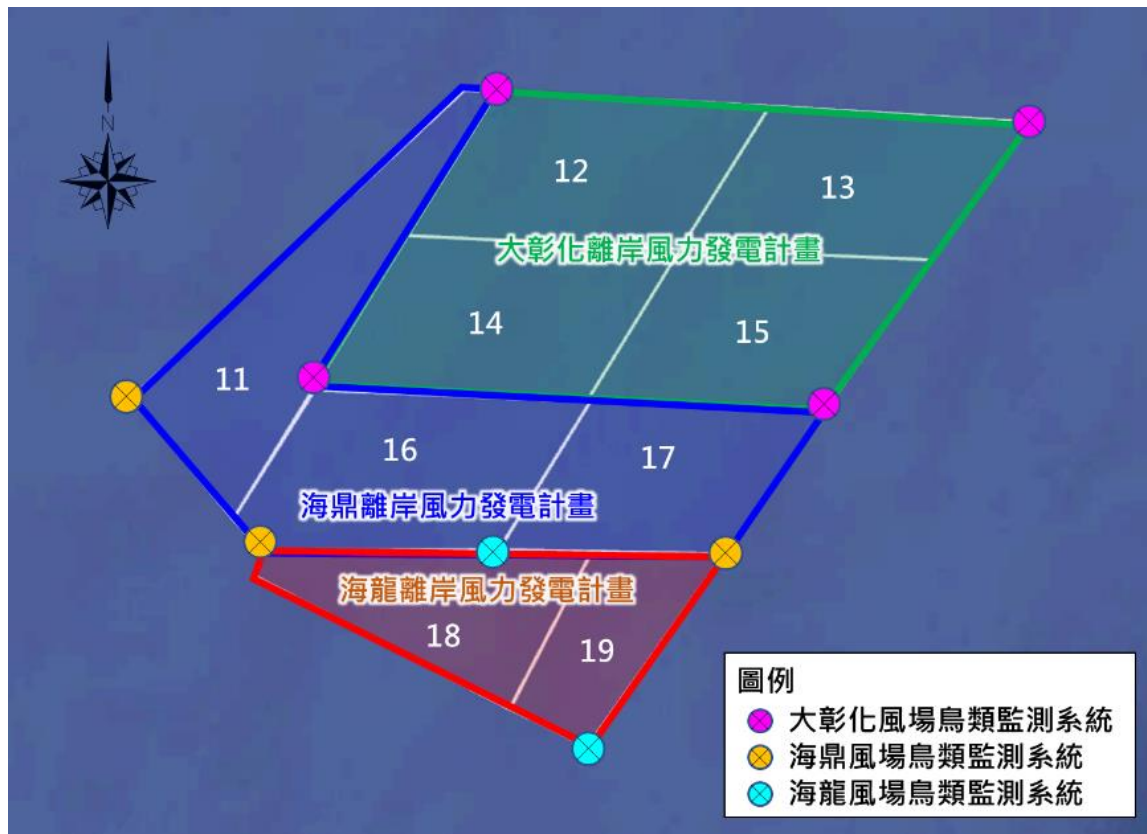 N
12
13
大彰化離岸風力發電計畫
14
15
11
16
17
海鼎離岸風力發電計畫
海龍離岸風力發電計畫
18
19
圖例
大彰化風場鳥類監測系統
海鼎風場鳥類監測系統
海龍風場鳥類監測系統